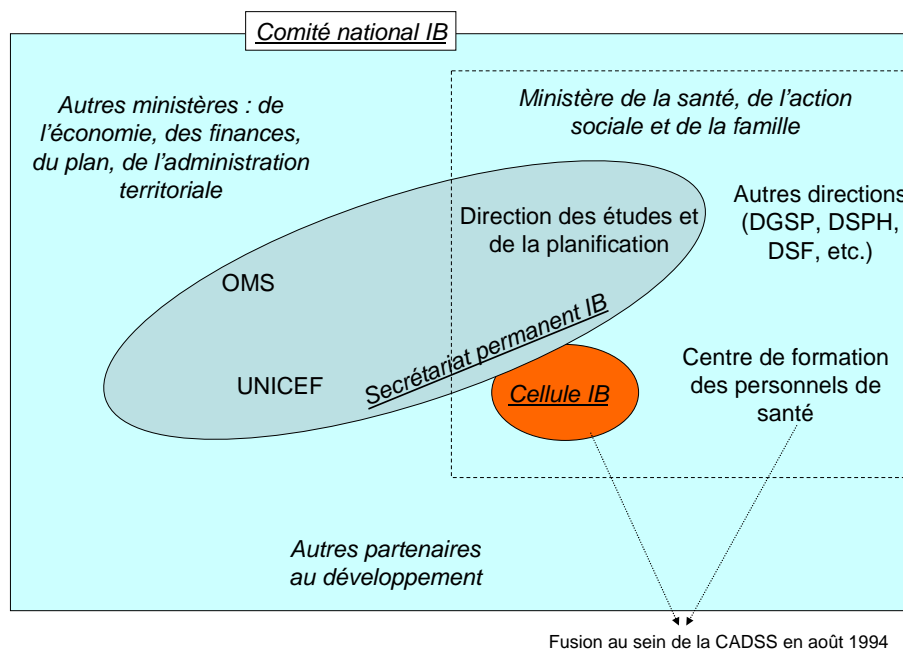 Comité national IB
Autres ministères : de
l'économie, des finances,
du plan, de l'administration
territoriale
Ministère de la santé, de l'action
sociale et de la famille
Direction des études et
de la planification
Autres directions
(DGSP, DSPH,
DSF, etc.)
OMS
UNICEF
Secrétariat permanent IB
Cellule IB
Centre de formation
des personnels de
santé
Autres partenaires
au développement
Fusion au sein de la CADSS en août 1994